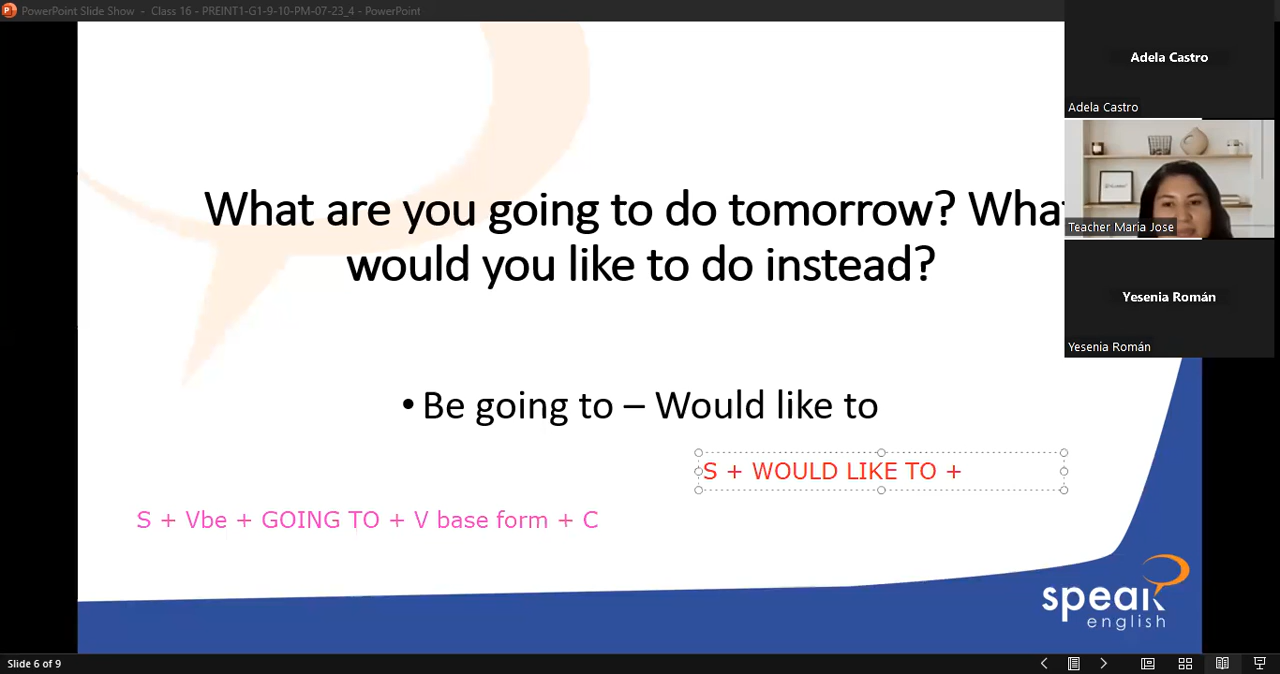 PowerPoint Slide Show - Class 16 - PREINT1-G1-9-10-PM-07-23_4 - PowerPoint
Adela Castro
Adela Castro
What are you going to do tomorrow? What
would you like to do instead?
Teacher Maria Jose
Yesenia Román
Yesenia Román
• Be going to – Would like to
S + WOULD LIKE TO +
S + Vbe + GOING TO + V base form + C
speak
english
Slide 6 of 9